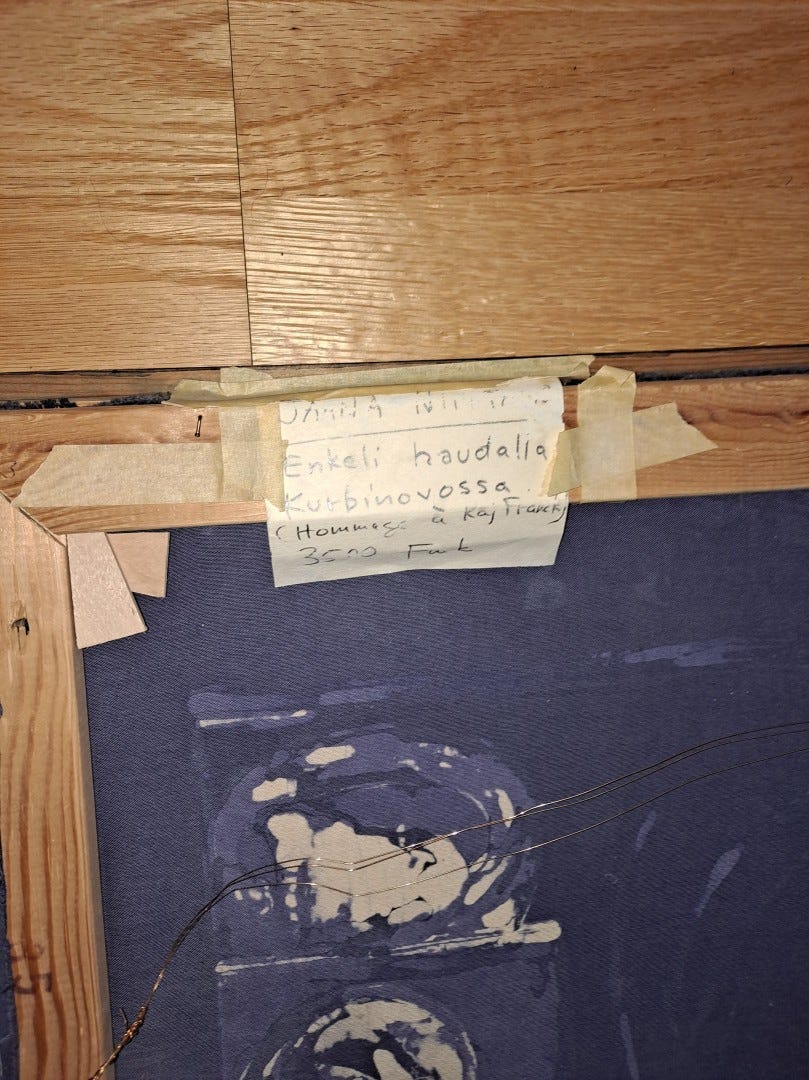 Enkeli haudalla
Kurbinovossa
(Hommage à Kaj Franck)
3500 Fmk